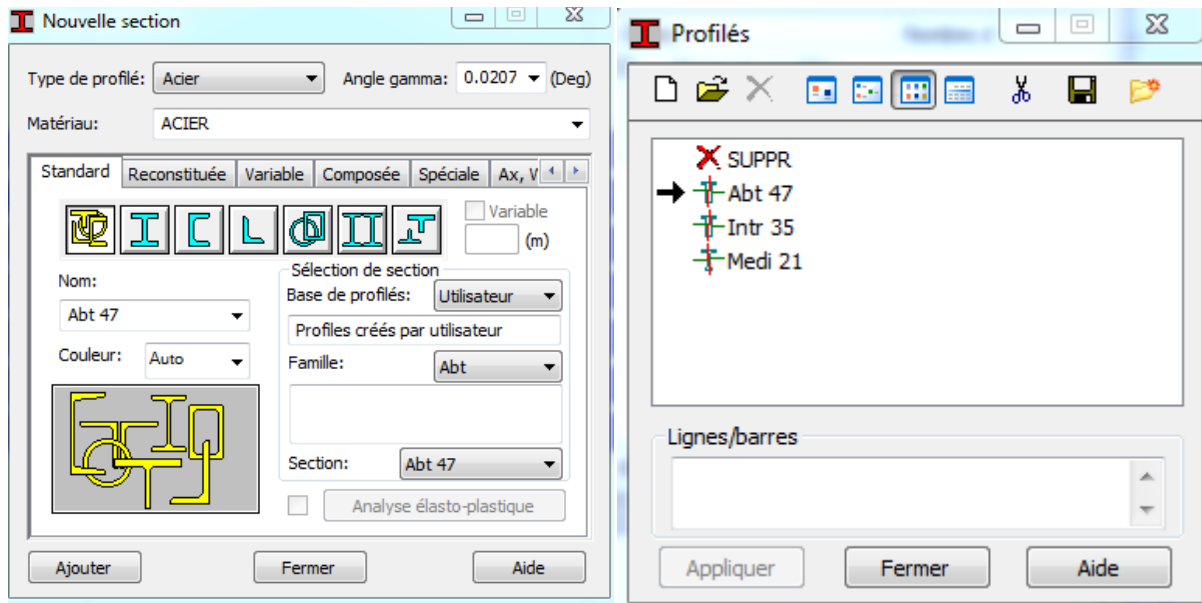 Nouvelle section
Type de profilé: Acier Angle gamma: 0.0207 (Deg)
Matériau: ACIER
Standard Reconstituée Variable Composée Spéciale Ax, V
Variable
(m)
Nom:
Abt 47
Couleur: Auto
Sélection de section
Base de profilés: Utilisateur
Profiles créés par utilisateur
Famille: Abt
Section: Abt 47
Analyse élasto-plastique
Ajouter Fermer Aide
Profilés
SUPPR
Abt 47
Intr 35
Medi 21
Lignes/barres
Appliquer Fermer Aide